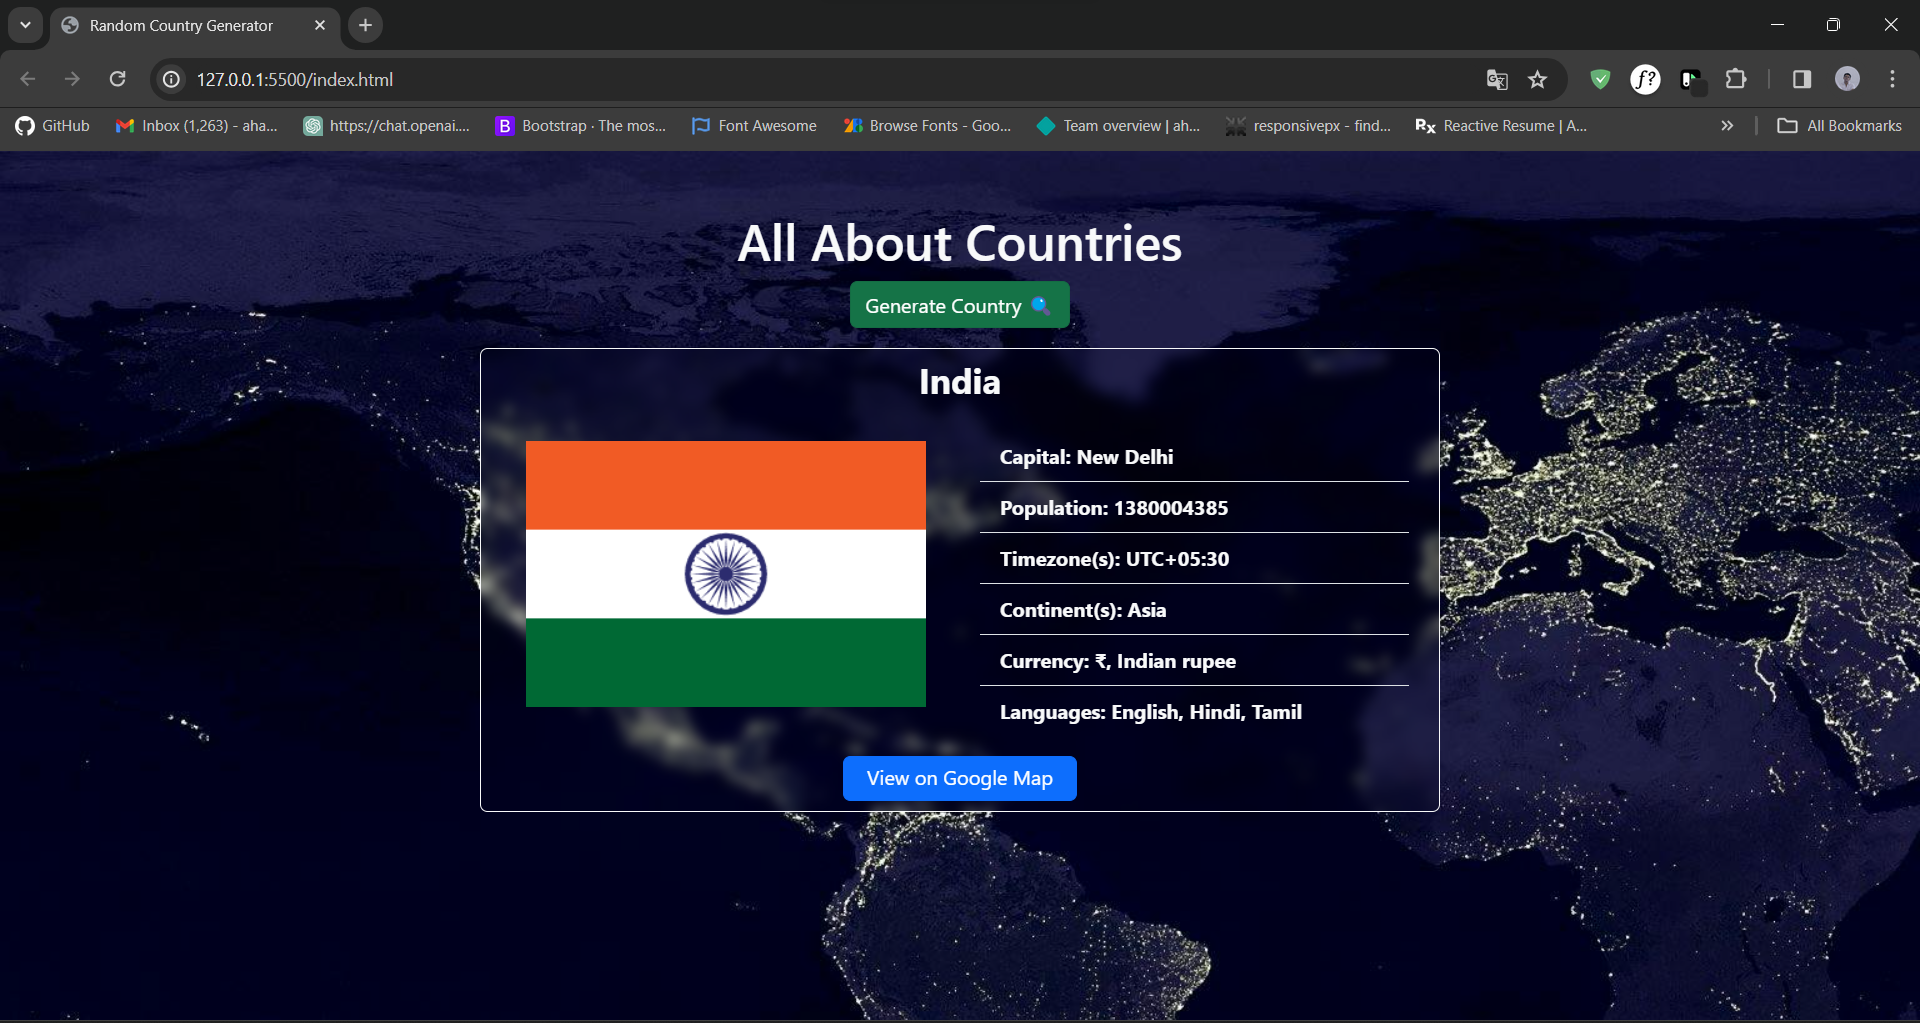 Random Country Generator
127.0.0.1:5500/index.html
GitHub
Inbox (1,263) - aha...
https://chat.openai....
B
Bootstrap · The mos...
Font Awesome
Browse Fonts - Goo...
Team overview | ah...
responsivepx - find...
Rx
Reactive Resume | A...
All Bookmarks
f?
All About Countries
Generate Country
India
Capital: New Delhi
Population: 1380004385
Timezone(s): UTC+05:30
Continent(s): Asia
Currency: ₹, Indian rupee
Languages: English, Hindi, Tamil
View on Google Map